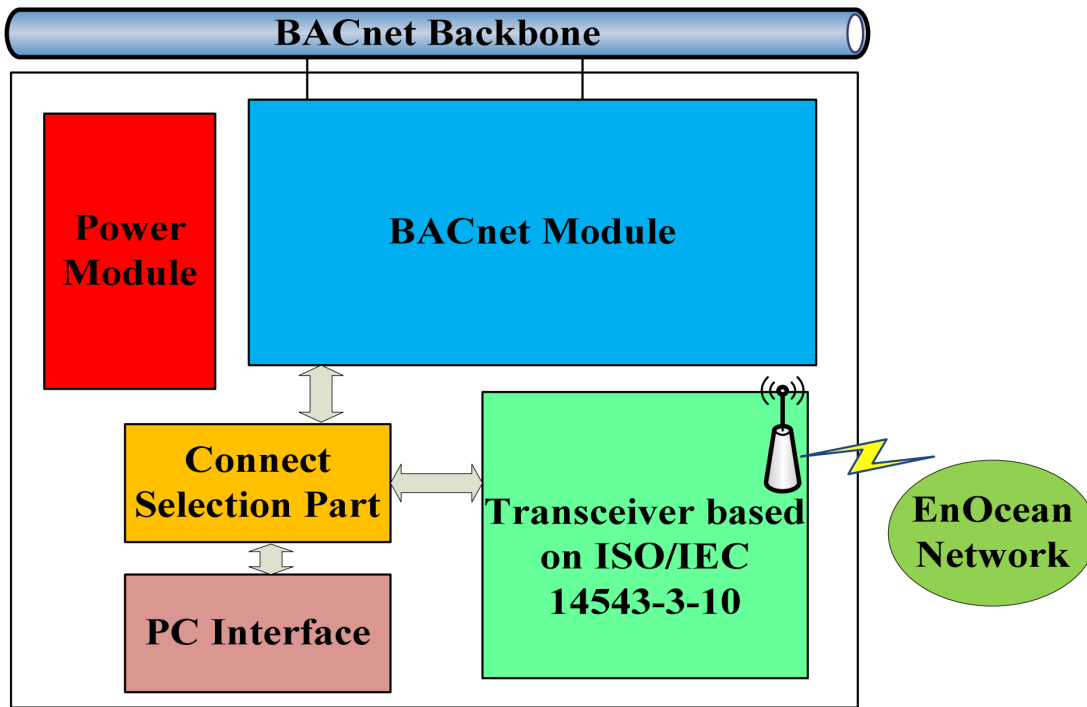 BACnet Backbone
Power
Module
BACnet Module
Connect
Selection Part
Transceiver based
on ISO/IEC
14543-3-10
EnOcean
Network
PC Interface